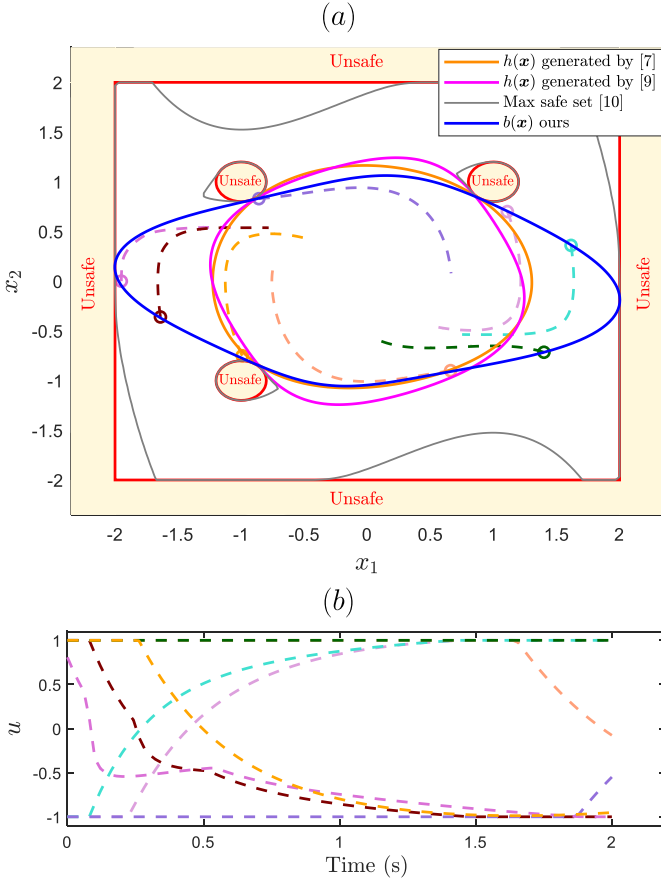 (a)
Unsafe
h(x) generated by [7]
h(x) generated by [9]
Max safe set [10]
b(x) ours
2
1.5
1
0.5
0
-0.5
-1
-1.5
-2
x2
Unsafe
Unsafe
Unsafe
Unsafe
Unsafe
Unsafe
-2 -1.5 -1 -0.5 0 0.5 1 1.5 2
x1
(b)
1
0.5
0
-0.5
-1
u
0 0.5 1 1.5 2
Time (s)